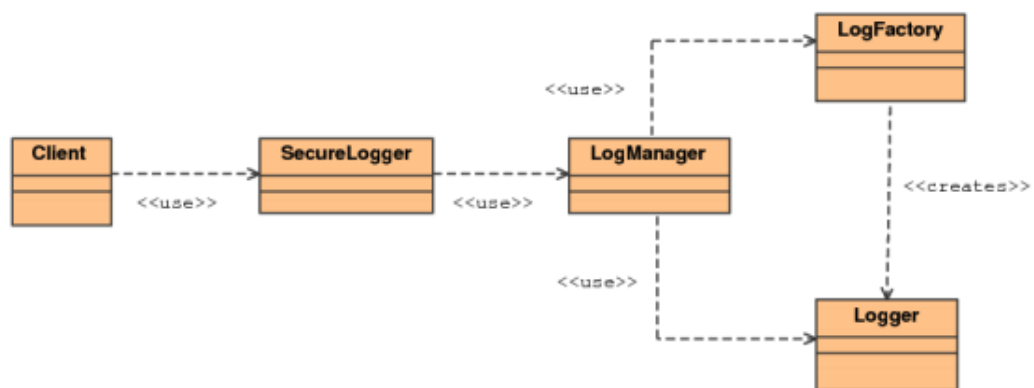 LogFactory
<<use>>
Client
SecureLogger
LogManager
<<creates>>
<<use>>
<<use>>
<<use>>
Logger